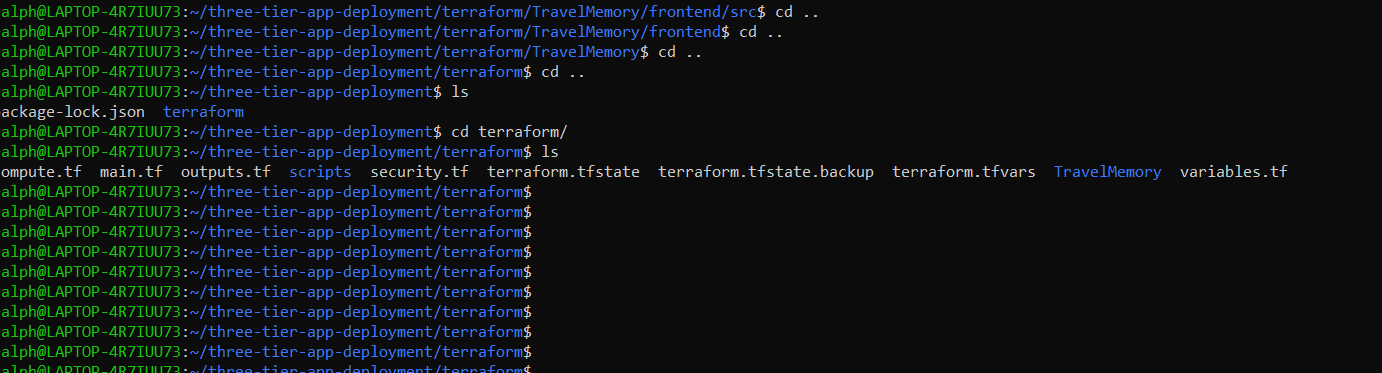 alph@LAPTOP-4R7IUU73:~/three-tier-app-deployment/terraform/TravelMemory/frontend/src$ cd ..
alph@LAPTOP-4R7IUU73:~/three-tier-app-deployment/terraform/TravelMemory/frontend$ cd ..
alph@LAPTOP-4R7IUU73:~/three-tier-app-deployment/terraform/TravelMemory$ cd ..
alph@LAPTOP-4R7IUU73:~/three-tier-app-deployment/terraform$ cd ..
alph@LAPTOP-4R7IUU73:~/three-tier-app-deployment$ ls
ackage-lock.json  terraform
alph@LAPTOP-4R7IUU73:~/three-tier-app-deployment$ cd terraform/
alph@LAPTOP-4R7IUU73:~/three-tier-app-deployment/terraform$ ls
ompute.tf  main.tf  outputs.tf  scripts  security.tf  terraform.tfstate  terraform.tfstate.backup  terraform.tfvars  TravelMemory  variables.tf
alph@LAPTOP-4R7IUU73:~/three-tier-app-deployment/terraform$
alph@LAPTOP-4R7IUU73:~/three-tier-app-deployment/terraform$
alph@LAPTOP-4R7IUU73:~/three-tier-app-deployment/terraform$
alph@LAPTOP-4R7IUU73:~/three-tier-app-deployment/terraform$
alph@LAPTOP-4R7IUU73:~/three-tier-app-deployment/terraform$
alph@LAPTOP-4R7IUU73:~/three-tier-app-deployment/terraform$
alph@LAPTOP-4R7IUU73:~/three-tier-app-deployment/terraform$
alph@LAPTOP-4R7IUU73:~/three-tier-app-deployment/terraform$
alph@LAPTOP-4R7IUU73:~/three-tier-app-deployment/terraform$
alph@LAPTOP-4R7IUU73:~/three-tier-app-deployment/terraform$